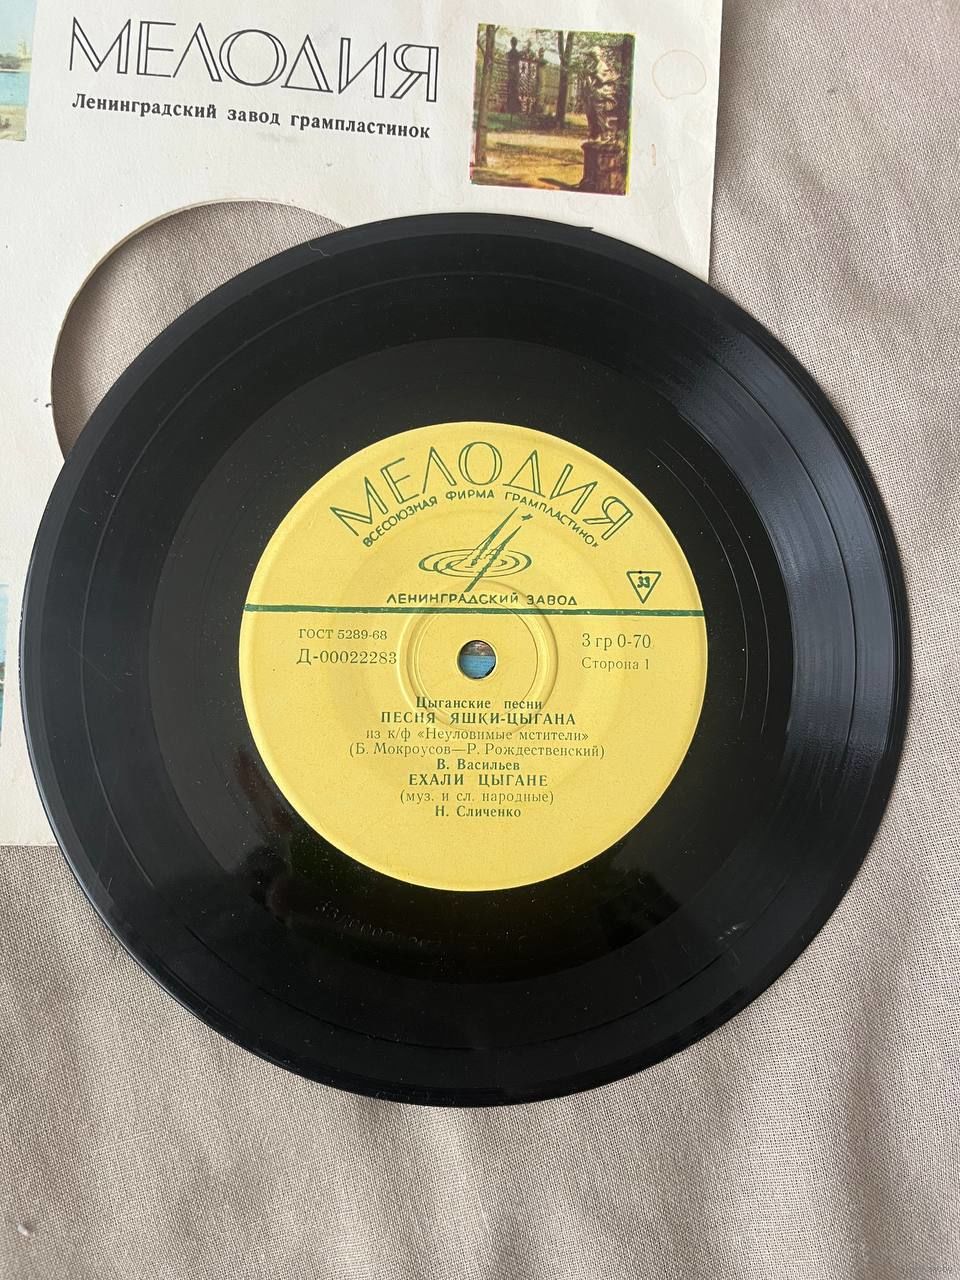 МЕЛОДИЯ
Ленинградский завод грампластинок
МЕЛОДИЯ
ВСЕСОЮЗНАЯ ФИРМА ГРАМПЛАСТИНОК
ЛЕНИНГРАДСКИЙ ЗАВОД
33
ГОСТ 5289-68
Д-00022283
3 гр 0-70
Сторона 1
Цыганские песни
ПЕСНЯ ЯШКИ-ЦЫГАНА
из к/ф «Неуловимые мстители»
(Б. Мокроусов—Р. Рождественский)
В. Васильев
ЕХАЛИ ЦЫГАНЕ
(муз. и сл. народные)
Н. Сличенко